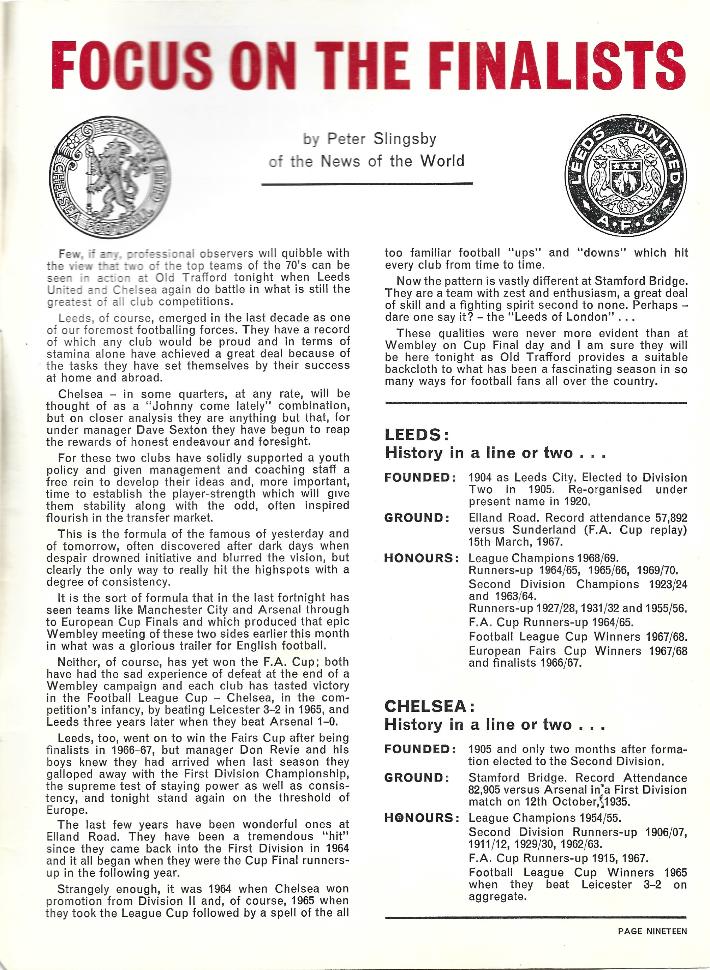 FOCUS ON THE FINALISTS
by Peter Slingsby
of the News of the World
CHELSEA FOOTBALL CLUB
LEEDS UNITED
A.F.C
Few, if any, professional observers will quibble with
the view that two of the top teams of the 70's can be
seen in action at Old Trafford tonight when Leeds
United and Chelsea again do battle in what is still the
greatest of all club competitions.
Leeds, of course, emerged in the last decade as one
of our foremost footballing forces. They have a record
of which any club would be proud and in terms of
stamina alone have achieved a great deal because of
the tasks they have set themselves by their success
at home and abroad.
Chelsea – in some quarters, at any rate, will be
thought of as a "Johnny come lately" combination,
but on closer analysis they are anything but that, for
under manager Dave Sexton they have begun to reap
the rewards of honest endeavour and foresight.
For these two clubs have solidly supported a youth
policy and given management and coaching staff a
free rein to develop their ideas and, more important,
time to establish the player-strength which will give
them stability along with the odd, often inspired
flourish in the transfer market.
This is the formula of the famous of yesterday and
of tomorrow, often discovered after dark days when
despair drowned initiative and blurred the vision, but
clearly the only way to really hit the highspots with a
degree of consistency.
It is the sort of formula that in the last fortnight has
seen teams like Manchester City and Arsenal through
to European Cup Finals and which produced that epic
Wembley meeting of these two sides earlier this month
in what was a glorious trailer for English football.
Neither, of course, has yet won the F.A. Cup; both
have had the sad experience of defeat at the end of a
Wembley campaign and each club has tasted victory
in the Football League Cup – Chelsea, in the com-
petition's infancy, by beating Leicester 3–2 in 1965, and
Leeds three years later when they beat Arsenal 1–0.
Leeds, too, went on to win the Fairs Cup after being
finalists in 1966–67, but manager Don Revie and his
boys knew they had arrived when last season they
galloped away with the First Division Championship,
the supreme test of staying power as well as consis-
tency, and tonight stand again on the threshold of
Europe.
The last few years have been wonderful ones at
Elland Road. They have been a tremendous "hit"
since they came back into the First Division in 1964
and it all began when they were the Cup Final runners-
up in the following year.
Strangely enough, it was 1964 when Chelsea won
promotion from Division II and, of course, 1965 when
they took the League Cup followed by a spell of the all
too familiar football "ups" and "downs" which hit
every club from time to time.
Now the pattern is vastly different at Stamford Bridge.
They are a team with zest and enthusiasm, a great deal
of skill and a fighting spirit second to none. Perhaps –
dare one say it? – the "Leeds of London" . . .
These qualities were never more evident than at
Wembley on Cup Final day and I am sure they will
be here tonight as Old Trafford provides a suitable
backcloth to what has been a fascinating season in so
many ways for football fans all over the country.
LEEDS:
History in a line or two . . .
FOUNDED: 1904 as Leeds City. Elected to Division
Two in 1905. Re-organised under
present name in 1920.
GROUND: Elland Road. Record attendance 57,892
versus Sunderland (F.A. Cup replay)
15th March, 1967.
HONOURS: League Champions 1968/69.
Runners-up 1964/65, 1965/66, 1969/70.
Second Division Champions 1923/24
and 1963/64.
Runners-up 1927/28, 1931/32 and 1955/56.
F.A. Cup Runners-up 1964/65.
Football League Cup Winners 1967/68.
European Fairs Cup Winners 1967/68
and finalists 1966/67.
CHELSEA:
History in a line or two . . .
FOUNDED: 1905 and only two months after forma-
tion elected to the Second Division.
GROUND: Stamford Bridge. Record Attendance
82,905 versus Arsenal in a First Division
match on 12th October, 1935.
HONOURS: League Champions 1954/55.
Second Division Runners-up 1906/07,
1911/12, 1929/30, 1962/63.
F.A. Cup Runners-up 1915, 1967.
Football League Cup Winners 1965
when they beat Leicester 3–2 on
aggregate.
PAGE NINETEEN